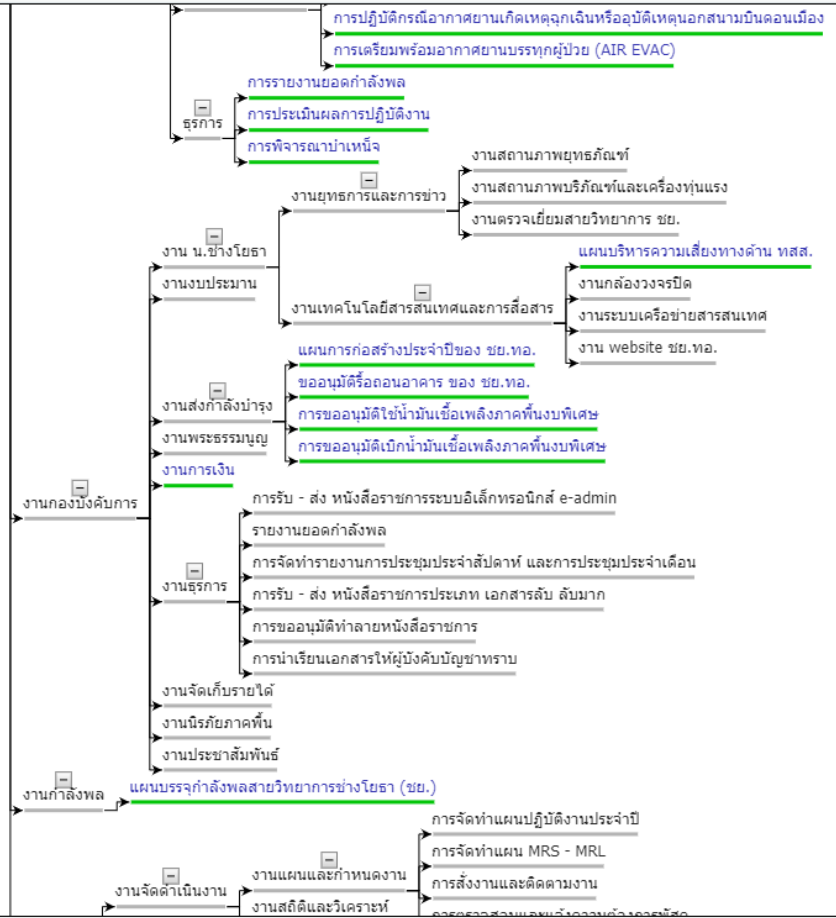 การปฏิบัติกรณีอากาศยานเกิดเหตุฉุกเฉินหรืออุบัติเหตุนอกสนามบินดอนเมือง
การเตรียมพร้อมอากาศยานบรรทุกผู้ป่วย (AIR EVAC)
การรายงานยอดกำลังพล
ธุรการ
การประเมินผลการปฏิบัติงาน
การพิจารณาบำเหน็จ
งานสถานภาพยุทธภัณฑ์
งานยุทธการและการข่าว
งานสถานภาพบริภัณฑ์และเครื่องทุ่นแรง
งานตรวจเยี่ยมสายวิทยาการ ชย.
งาน น.ช่างโยธา
แผนบริหารความเสี่ยงทางด้าน ทสส.
งานงบประมาน
งานกล้องวงจรปิด
งานเทคโนโลยีสารสนเทศและการสื่อสาร
งานระบบเครือข่ายสารสนเทศ
งาน website ชย.ทอ.
แผนการก่อสร้างประจำปีของ ชย.ทอ.
ขออนุมัติรื้อถอนอาคาร ของ ชย.ทอ.
งานส่งกำลังบำรุง
การขออนุมัติใช้น้ำมันเชื้อเพลิงภาคพื้นงบพิเศษ
งานพระธรรมนูญ
การขออนุมัติเบิกน้ำมันเชื้อเพลิงภาคพื้นงบพิเศษ
งานการเงิน
งานกองบังคับการ
การรับ - ส่ง หนังสือราชการระบบอิเล็กทรอนิกส์ e-admin
รายงานยอดกำลังพล
การจัดทำรายงานการประชุมประจำสัปดาห์ และการประชุมประจำเดือน
งานธุรการ
การรับ - ส่ง หนังสือราชการประเภท เอกสารลับ ลับมาก
การขออนุมัติทำลายหนังสือราชการ
การนำเรียนเอกสารให้ผู้บังคับบัญชาทราบ
งานจัดเก็บรายได้
งานนิรภัยภาคพื้น
งานประชาสัมพันธ์
งานกำลังพล
แผนบรรจุกำลังพลสายวิทยาการช่างโยธา (ชย.)
การจัดทำแผนปฏิบัติงานประจำปี
การจัดทำแผน MRS - MRL
งานแผนและกำหนดงาน
งานจัดดำเนินงาน
การสั่งงานและติดตามงาน
งานสถิติและวิเคราะห์
การตรวจสอบและแจ้งความต้องการพัสดุ